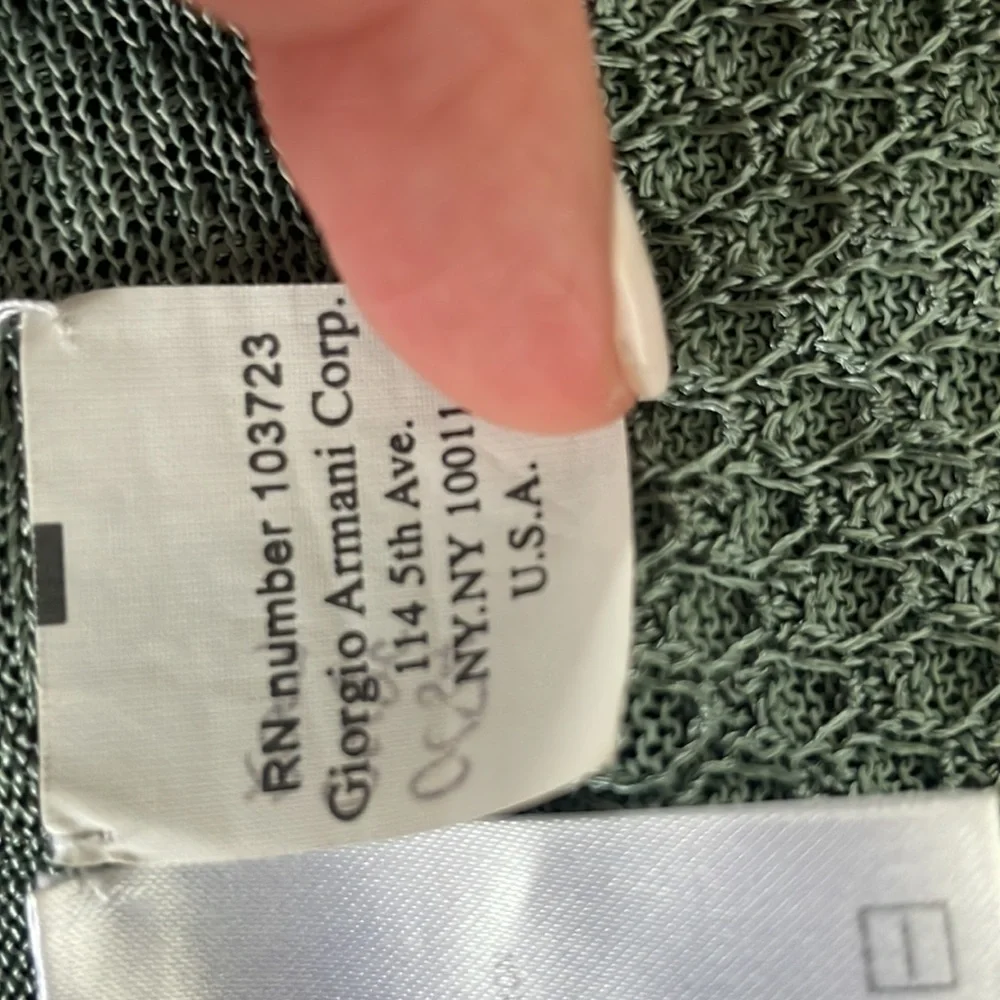 RN number 103723
Giorgio Armani Corp.
114 5th Ave.
NY.NY 10011
U.S.A.